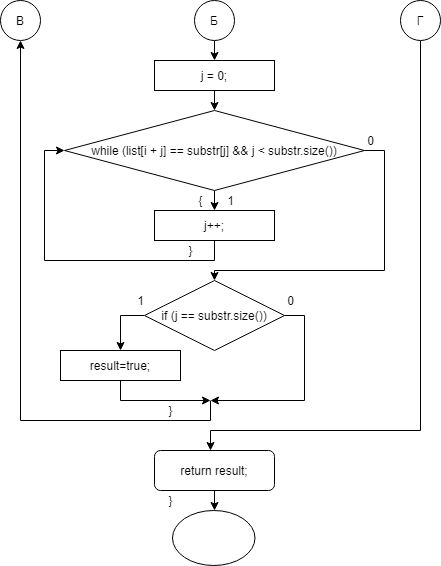 В
Б
Г
j = 0;
while (list[i + j] == substr[j] && j < substr.size())
0
{
1
j++;
}
1
0
if (j == substr.size())
result=true;
}
return result;
}